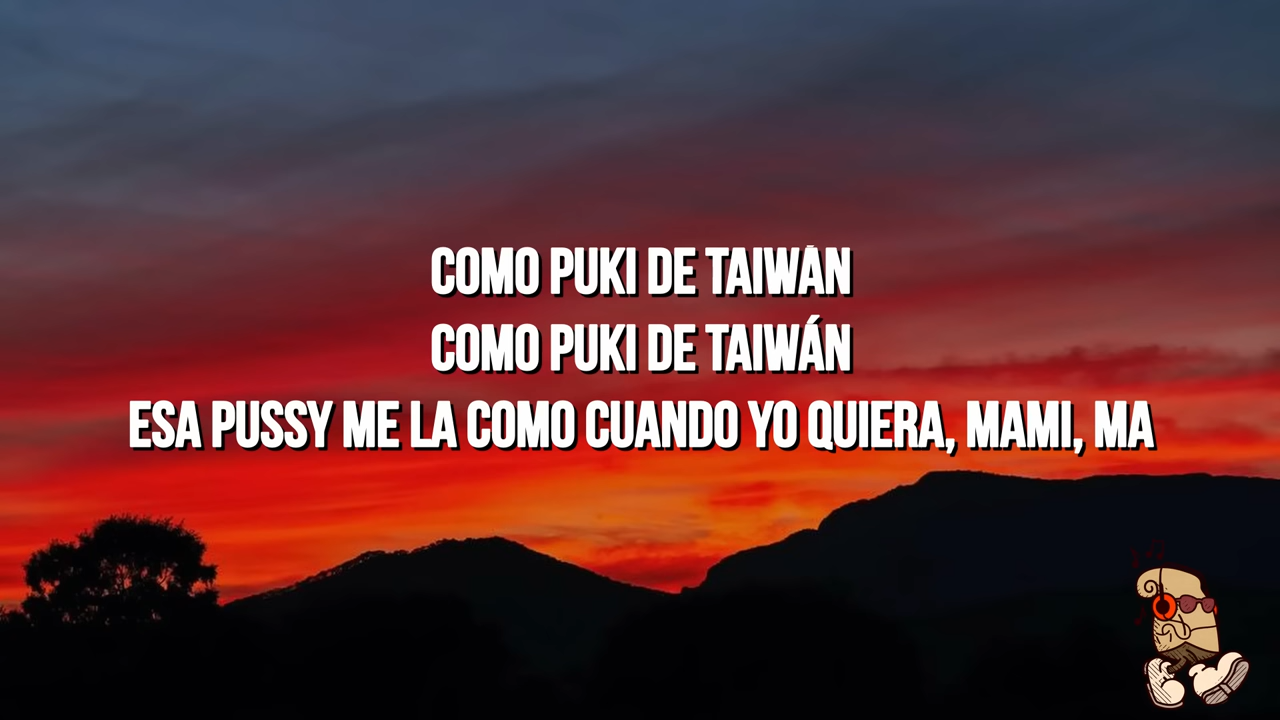 COMO PUKI DE TAIWÁN
COMO PUKI DE TAIWÁN
ESA PUSSY ME LA COMO CUANDO YO QUIERA, MAMI, MA